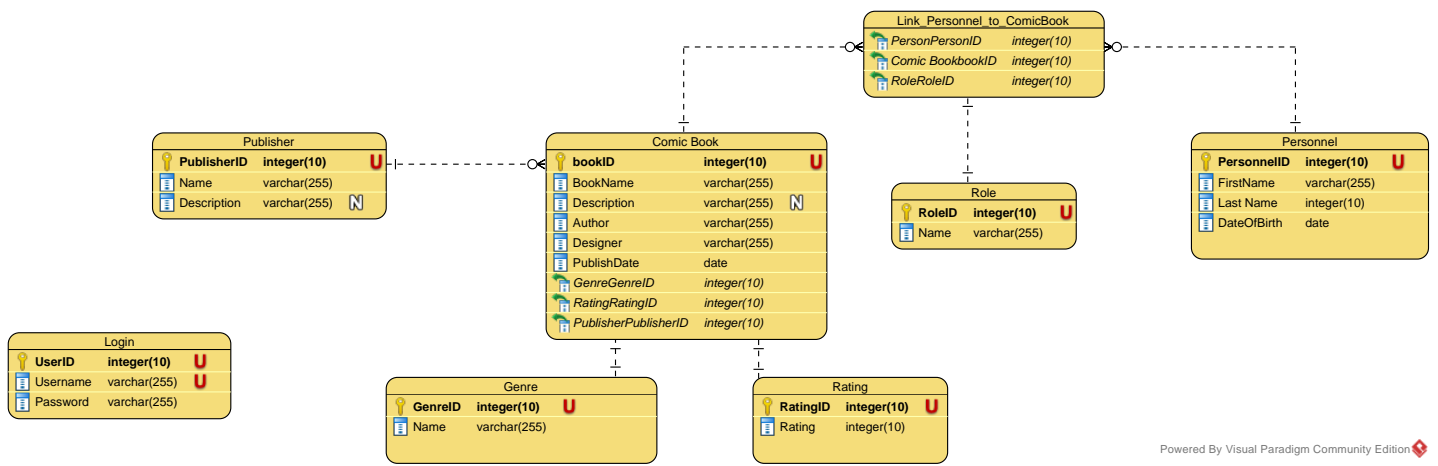 Link_Personnel_to_ComicBook
PersonPersonID integer(10)
Comic BookbookID integer(10)
RoleRoleID integer(10)
Publisher
PublisherID integer(10) U
Name varchar(255)
Description varchar(255) N
Comic Book
bookID integer(10) U
BookName varchar(255)
Description varchar(255) N
Author varchar(255)
Designer varchar(255)
PublishDate date
GenreGenreID integer(10)
RatingRatingID integer(10)
PublisherPublisherID integer(10)
Personnel
PersonnelID integer(10) U
FirstName varchar(255)
Last Name integer(10)
DateOfBirth date
Role
RoleID integer(10) U
Name varchar(255)
Login
UserID integer(10) U
Username varchar(255) U
Password varchar(255)
Genre
GenreID integer(10) U
Name varchar(255)
Rating
RatingID integer(10) U
Rating integer(10)
Powered By Visual Paradigm Community Edition